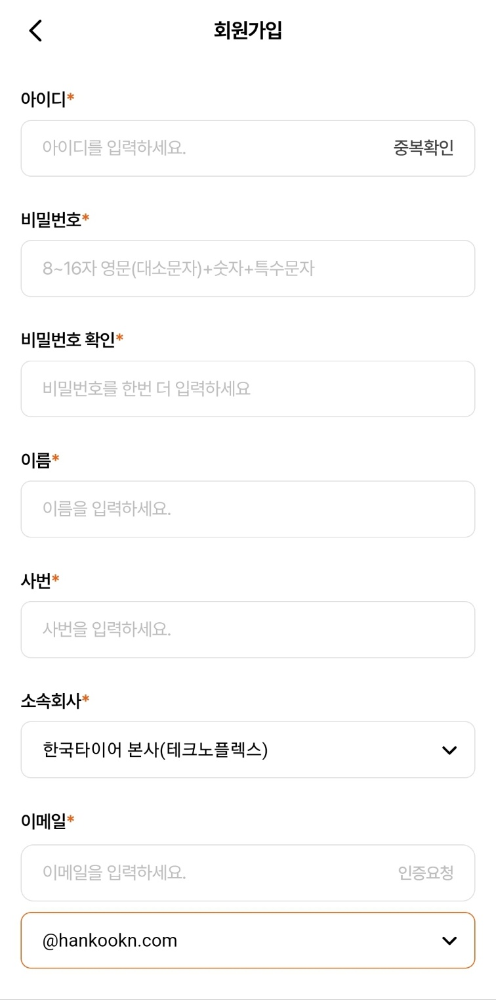 회원가입
아이디*
아이디를 입력하세요. 중복확인
비밀번호*
8~16자 영문(대소문자)+숫자+특수문자
비밀번호 확인*
비밀번호를 한번 더 입력하세요
이름*
이름을 입력하세요.
사번*
사번을 입력하세요.
소속회사*
한국타이어 본사(테크노플렉스)
이메일*
이메일을 입력하세요. 인증요청
@hankookn.com